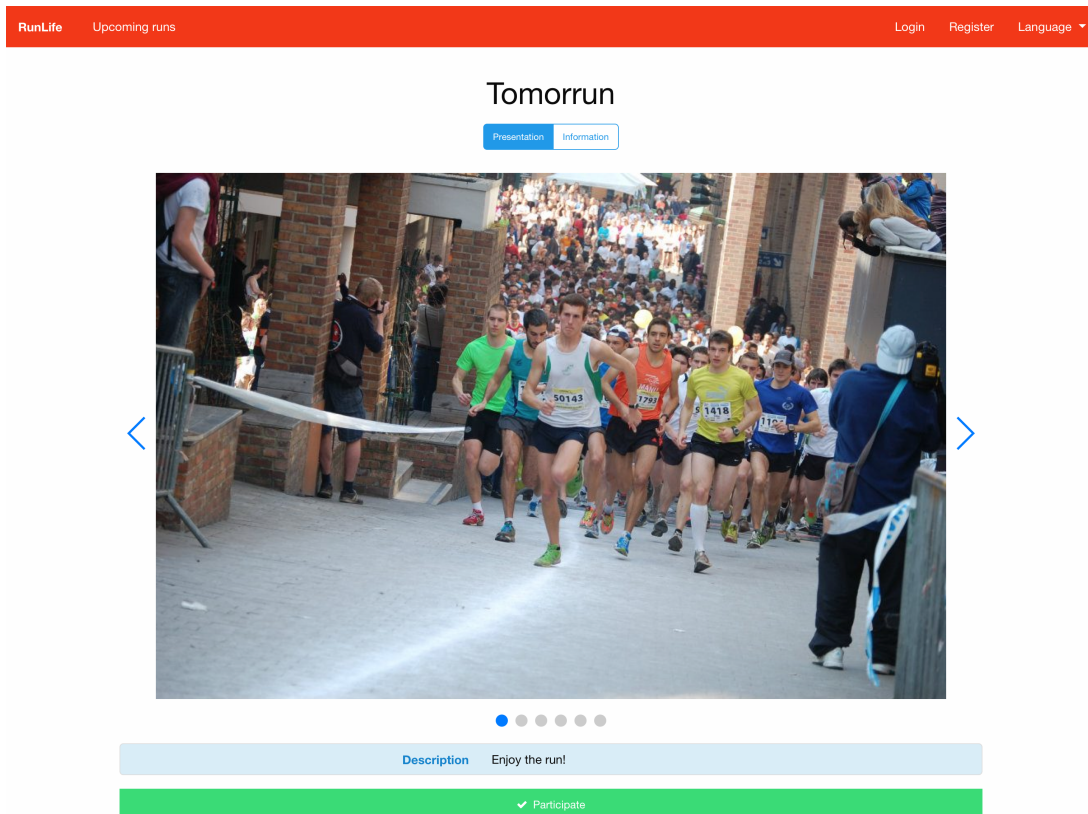 RunLife Upcoming runs Login Register Language
Tomorrun
Presentation Information
50143
1793
1418
Description Enjoy the run!
Participate